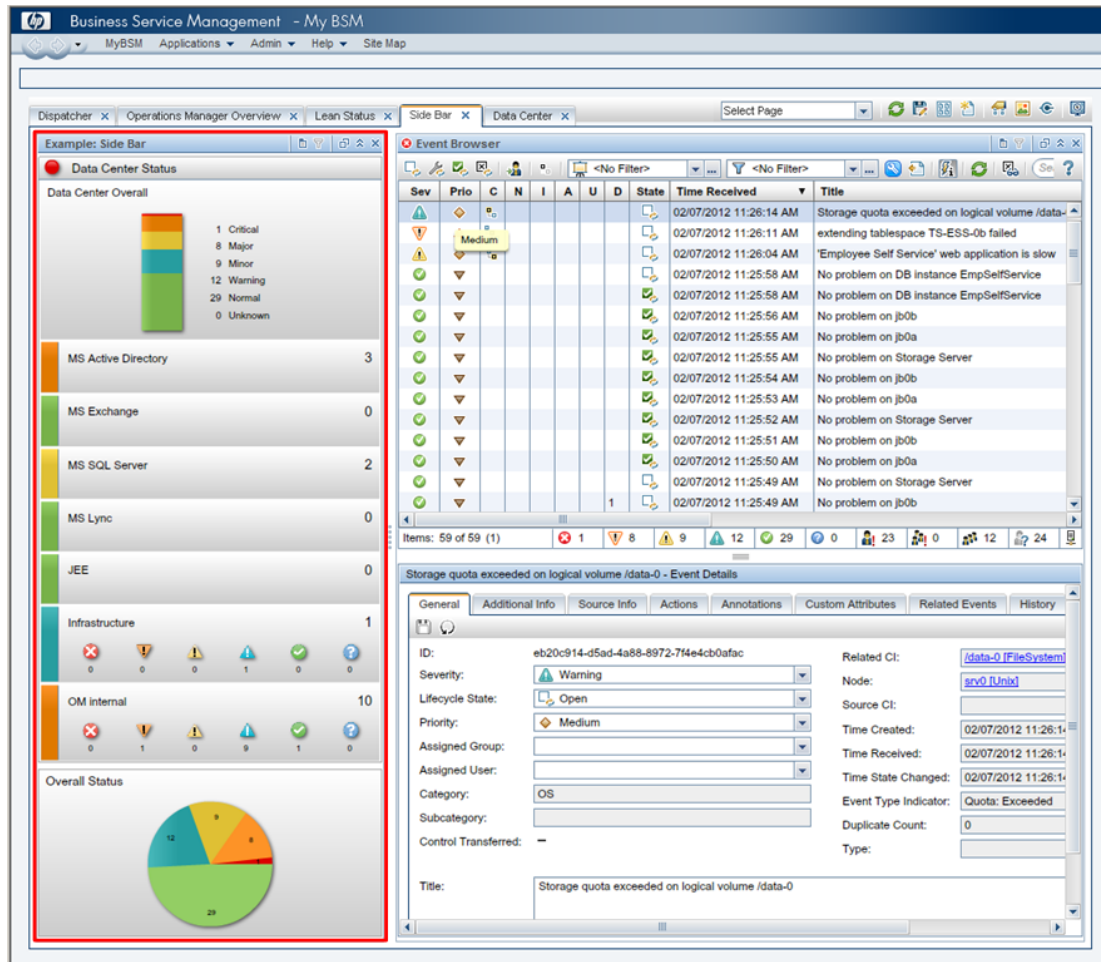 hp Business Service Management - My BSM
MyBSM Applications Admin Help Site Map
Dispatcher Operations Manager Overview Lean Status Side Bar Data Center Select Page
Example: Side Bar
Data Center Status
Data Center Overall
1 Critical
8 Major
9 Minor
12 Warning
29 Normal
0 Unknown
MS Active Directory 3
MS Exchange 0
MS SQL Server 2
MS Lync 0
JEE 0
Infrastructure 1
0 0 0 1 0 0
OM internal 10
0 1 0 9 1 0
Overall Status
12 9 8 1 29
Event Browser
<No Filter> ... <No Filter> ... Se ?
Sev Prio C N I A U D State Time Received Title
02/07/2012 11:26:14 AM Storage quota exceeded on logical volume /data-
02/07/2012 11:26:11 AM extending tablespace TS-ESS-0b failed
Medium
02/07/2012 11:26:04 AM 'Employee Self Service' web application is slow
02/07/2012 11:25:58 AM No problem on DB instance EmpSelfService
02/07/2012 11:25:58 AM No problem on DB instance EmpSelfService
02/07/2012 11:25:56 AM No problem on jb0b
02/07/2012 11:25:55 AM No problem on jb0a
02/07/2012 11:25:55 AM No problem on Storage Server
02/07/2012 11:25:54 AM No problem on jb0b
02/07/2012 11:25:53 AM No problem on jb0a
02/07/2012 11:25:52 AM No problem on Storage Server
02/07/2012 11:25:51 AM No problem on jb0b
02/07/2012 11:25:50 AM No problem on jb0a
02/07/2012 11:25:49 AM No problem on Storage Server
1 02/07/2012 11:25:49 AM No problem on jb0b
Items: 59 of 59 (1) 1 8 9 12 29 0 23 0 12 24
Storage quota exceeded on logical volume /data-0 - Event Details
General Additional Info Source Info Actions Annotations Custom Attributes Related Events History
ID: eb20c914-d5ad-4a88-8972-7f4e4cb0afac
Severity: Warning
Lifecycle State: Open
Priority: Medium
Assigned Group:
Assigned User:
Category: OS
Subcategory:
Control Transferred: –
Related CI: /data-0 [FileSystem]
Node: srv0 [Unix]
Source CI:
Time Created: 02/07/2012 11:26:14
Time Received: 02/07/2012 11:26:14
Time State Changed: 02/07/2012 11:26:14
Event Type Indicator: Quota: Exceeded
Duplicate Count: 0
Type:
Title: Storage quota exceeded on logical volume /data-0